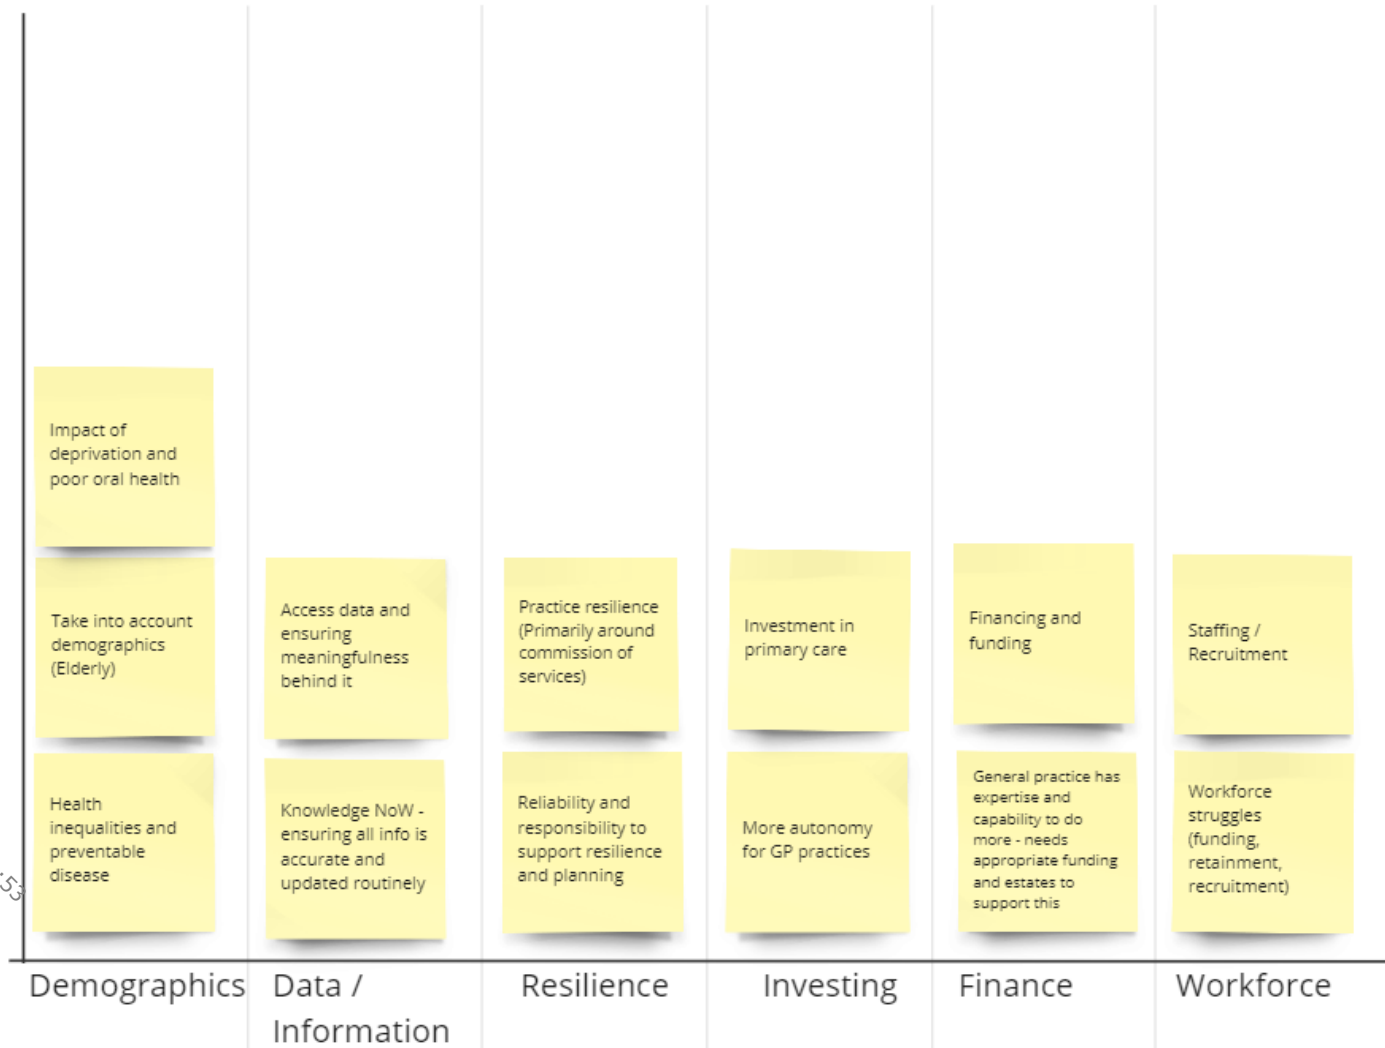 Impact of
deprivation and
poor oral health
Take into account
demographics
(Elderly)
Health
inequalities and
preventable
disease
Access data and
ensuring
meaningfulness
behind it
Knowledge NoW -
ensuring all info is
accurate and
updated routinely
Practice resilience
(Primarily around
commission of
services)
Reliability and
responsibility to
support resilience
and planning
Investment in
primary care
More autonomy
for GP practices
Financing and
funding
General practice has
expertise and
capability to do
more - needs
appropriate funding
and estates to
support this
Staffing /
Recruitment
Workforce
struggles
(funding,
retainment,
recruitment)
:53
Demographics
Data /
Information
Resilience
Investing
Finance
Workforce